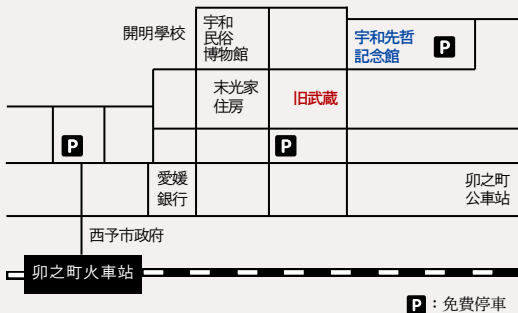 開明學校
宇和
民俗
博物館
宇和先哲
記念館
P
末光家
住房
旧武蔵
P
P
愛媛
銀行
卯之町
公車站
西予市政府
卯之町火車站
P：免費停車